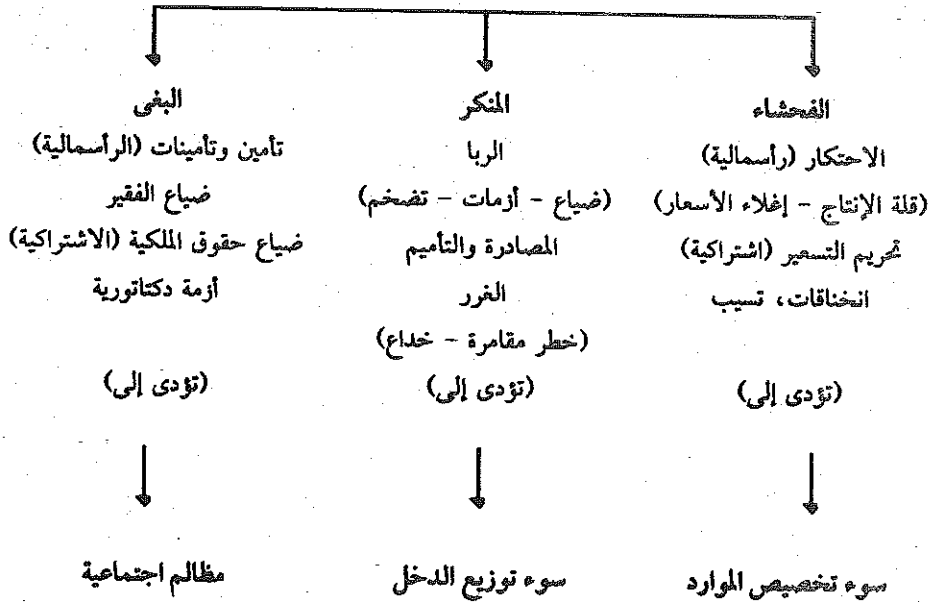 الفحشاء
الاحتكار (رأسمالية)
(قلة الإنتاج - إغلاء الأسعار)
تحريم التسعير (اشتراكية)
انخناقات، تسيب
(تؤدى إلى)
سوء تخصيص الموارد
المنكر
الربا
(ضياع - أزمات - تضخم)
المصادرة والتأميم
الغرر
(خطر مقامرة - خداع)
(تؤدى إلى)
سوء توزيع الدخل
البغى
تأمين وتأمينات (الرأسمالية)
ضياع الفقير
ضياع حقوق الملكية (الاشتراكية)
أزمة دكتاتورية
(تؤدى إلى)
مظالم اجتماعية